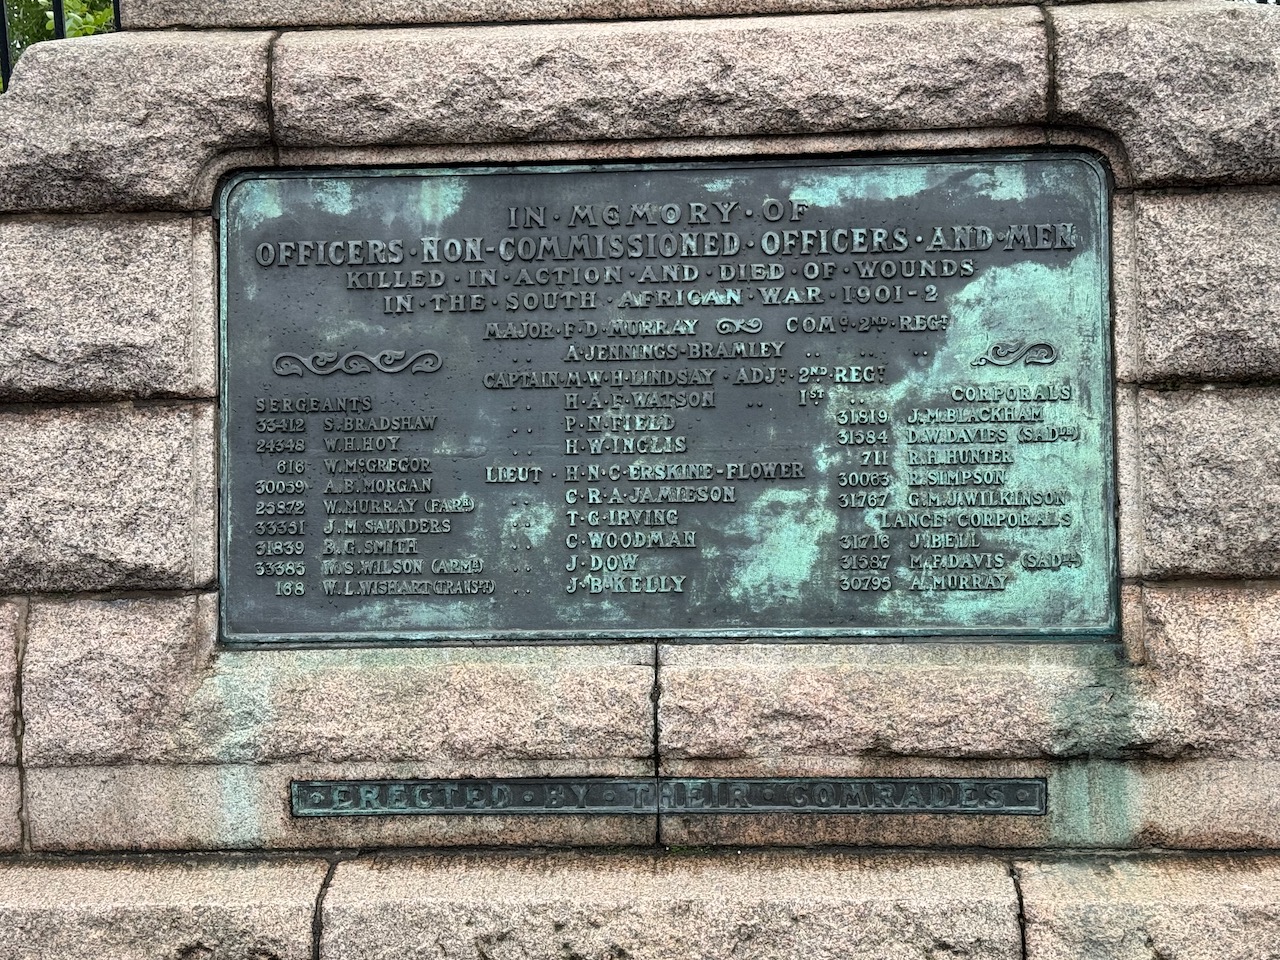 IN·MEMORY·OF
OFFICERS·NON-COMMISSIONED·OFFICERS·AND·MEN
KILLED·IN·ACTION·AND·DIED·OF·WOUNDS
IN·THE·SOUTH·AFRICAN·WAR·1901-2
MAJOR·F·D·MURRAY COMG·2ND·REGT
.. A·JENNINGS-BRAMLEY .. .. ..
CAPTAIN·M·W·H·LINDSAY·ADJT·2ND·REGT
.. H·A·F·WATSON .. 1ST ..
.. P·N·FIELD
.. H·W·INGLIS
LIEUT·H·N·C·ERSKINE-FLOWER
.. C·R·A·JAMIESON
.. T·G·IRVING
.. C·WOODMAN
.. J·DOW
.. J·B·KELLY
SERGEANTS
33412 S.BRADSHAW
24348 W.H.HOY
616 W.MCGREGOR
30059 A.B.MORGAN
25972 W.MURRAY (FARR)
33351 J.M.SAUNDERS
31839 B.G.SMITH
33385 W.S.WILSON (ARMR)
168 W.L.WISHART (TRANST)
CORPORALS
31819 J.M.BLACKHAM
31584 D.W.DAVIES (SADLR)
711 R.H.HUNTER
30063 R.SIMPSON
31767 G.M.J.WILKINSON
LANCE·CORPORALS
31716 J.BELL
31587 M.F.DAVIS (SADLR)
30795 A.MURRAY
·ERECTED·BY·THEIR·COMRADES·